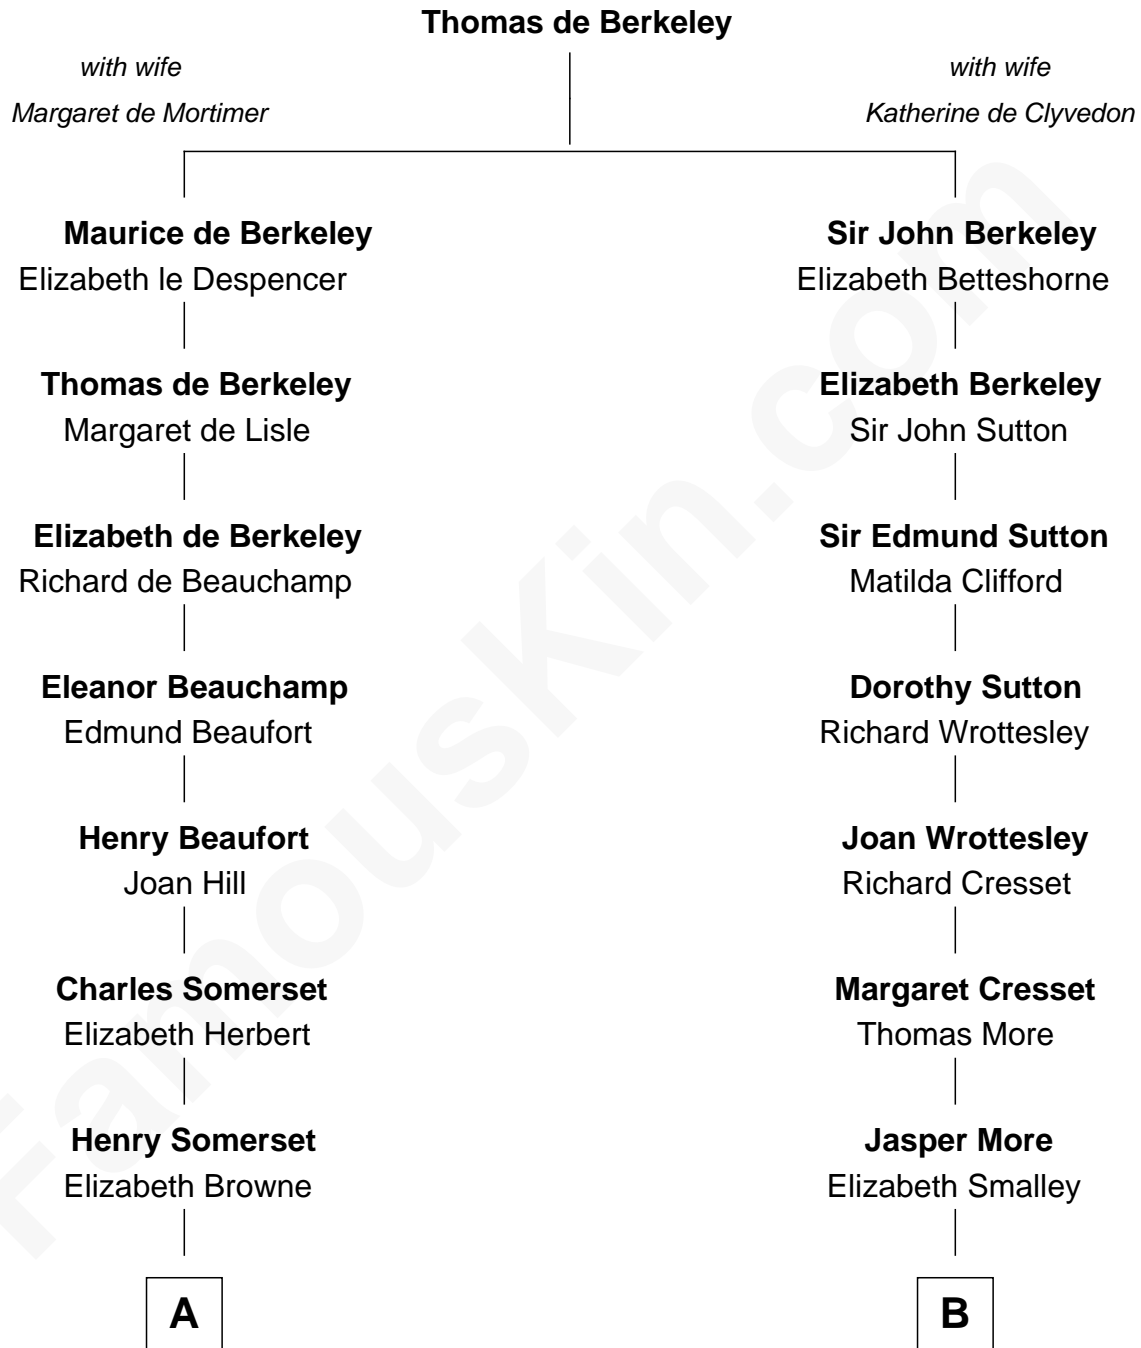 Thomas de Berkeley
with wife
Margaret de Mortimer
with wife
Katherine de Clyvedon
Maurice de Berkeley
Elizabeth le Despencer
Sir John Berkeley
Elizabeth Betteshorne
Thomas de Berkeley
Margaret de Lisle
Elizabeth Berkeley
Sir John Sutton
Elizabeth de Berkeley
Richard de Beauchamp
Sir Edmund Sutton
Matilda Clifford
Eleanor Beauchamp
Edmund Beaufort
Dorothy Sutton
Richard Wrottesley
Henry Beaufort
Joan Hill
Joan Wrottesley
Richard Cresset
Charles Somerset
Elizabeth Herbert
Margaret Cresset
Thomas More
Henry Somerset
Elizabeth Browne
Jasper More
Elizabeth Smalley
A
B
FamousKin.com